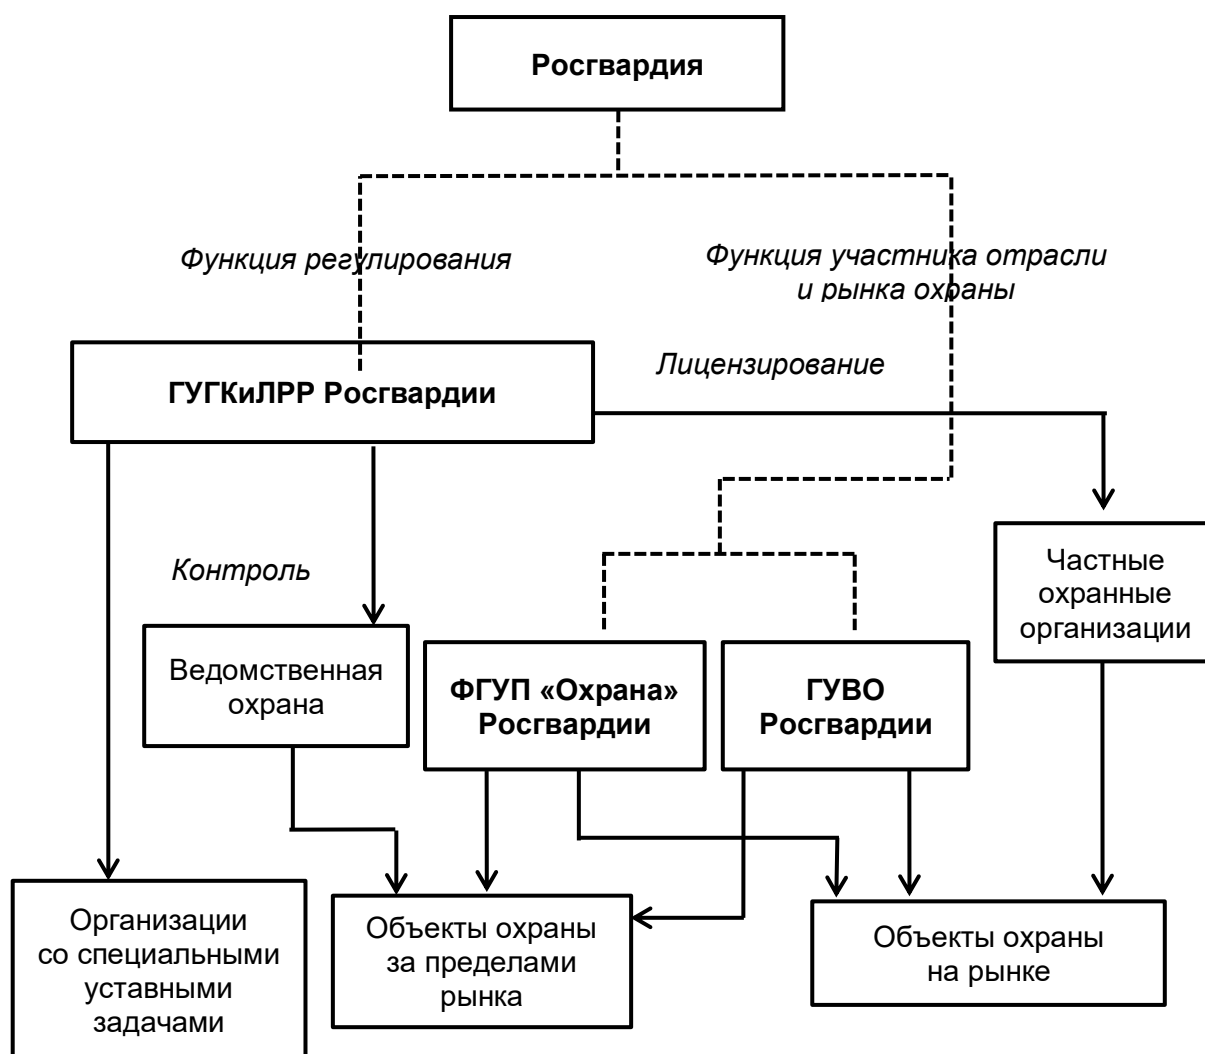 Росгвардия
Функция регулирования
Функция участника отрасли
и рынка охраны
ГУГКиЛРР Росгвардии
Лицензирование
Контроль
Частные
охранные
организации
Ведомственная
охрана
ФГУП «Охрана»
Росгвардии
ГУВО
Росгвардии
Организации
со специальными
уставными
задачами
Объекты охраны
за пределами
рынка
Объекты охраны
на рынке